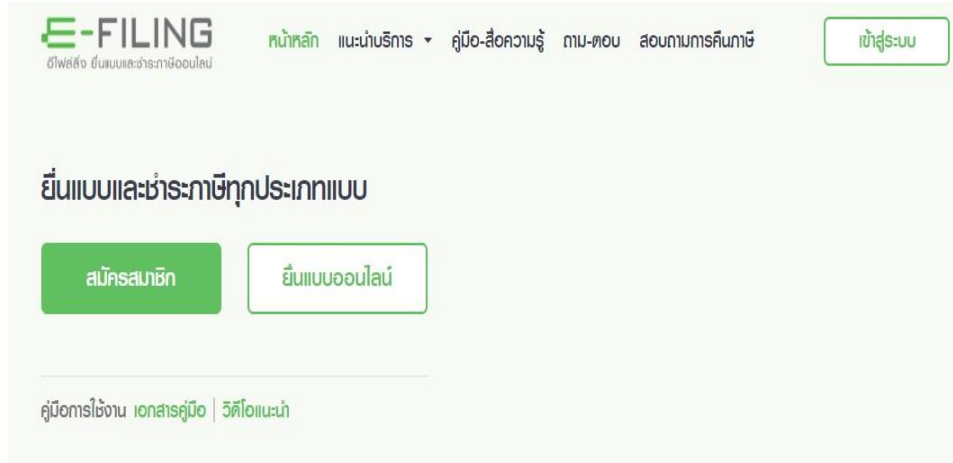 E-FILING
อีไฟล์ลิ่ง ยื่นแบบและชำระภาษีออนไลน์
หน้าหลัก แนะนำบริการ คู่มือ-สื่อความรู้ ถาม-ตอบ สอบถามการคืนภาษี เข้าสู่ระบบ
ยื่นแบบและชำระภาษีทุกประเภทแบบ
สมัครสมาชิก ยื่นแบบออนไลน์
คู่มือการใช้งาน เอกสารคู่มือ | วิดีโอแนะนำ